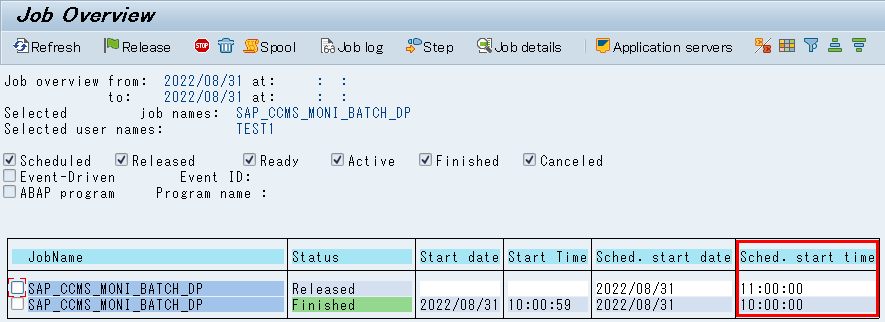 Job Overview
Refresh Release Spool Job log Step Job details Application servers
Job overview from: 2022/08/31 at: : :
to: 2022/08/31 at: : :
Selected job names: SAP_CCMS_MONI_BATCH_DP
Selected user names: TEST1
Scheduled Released Ready Active Finished Canceled
Event-Driven Event ID:
ABAP program Program name :
JobName Status Start date Start Time Sched. start date Sched. start time
SAP_CCMS_MONI_BATCH_DP Released 2022/08/31 11:00:00
SAP_CCMS_MONI_BATCH_DP Finished 2022/08/31 10:00:59 2022/08/31 10:00:00